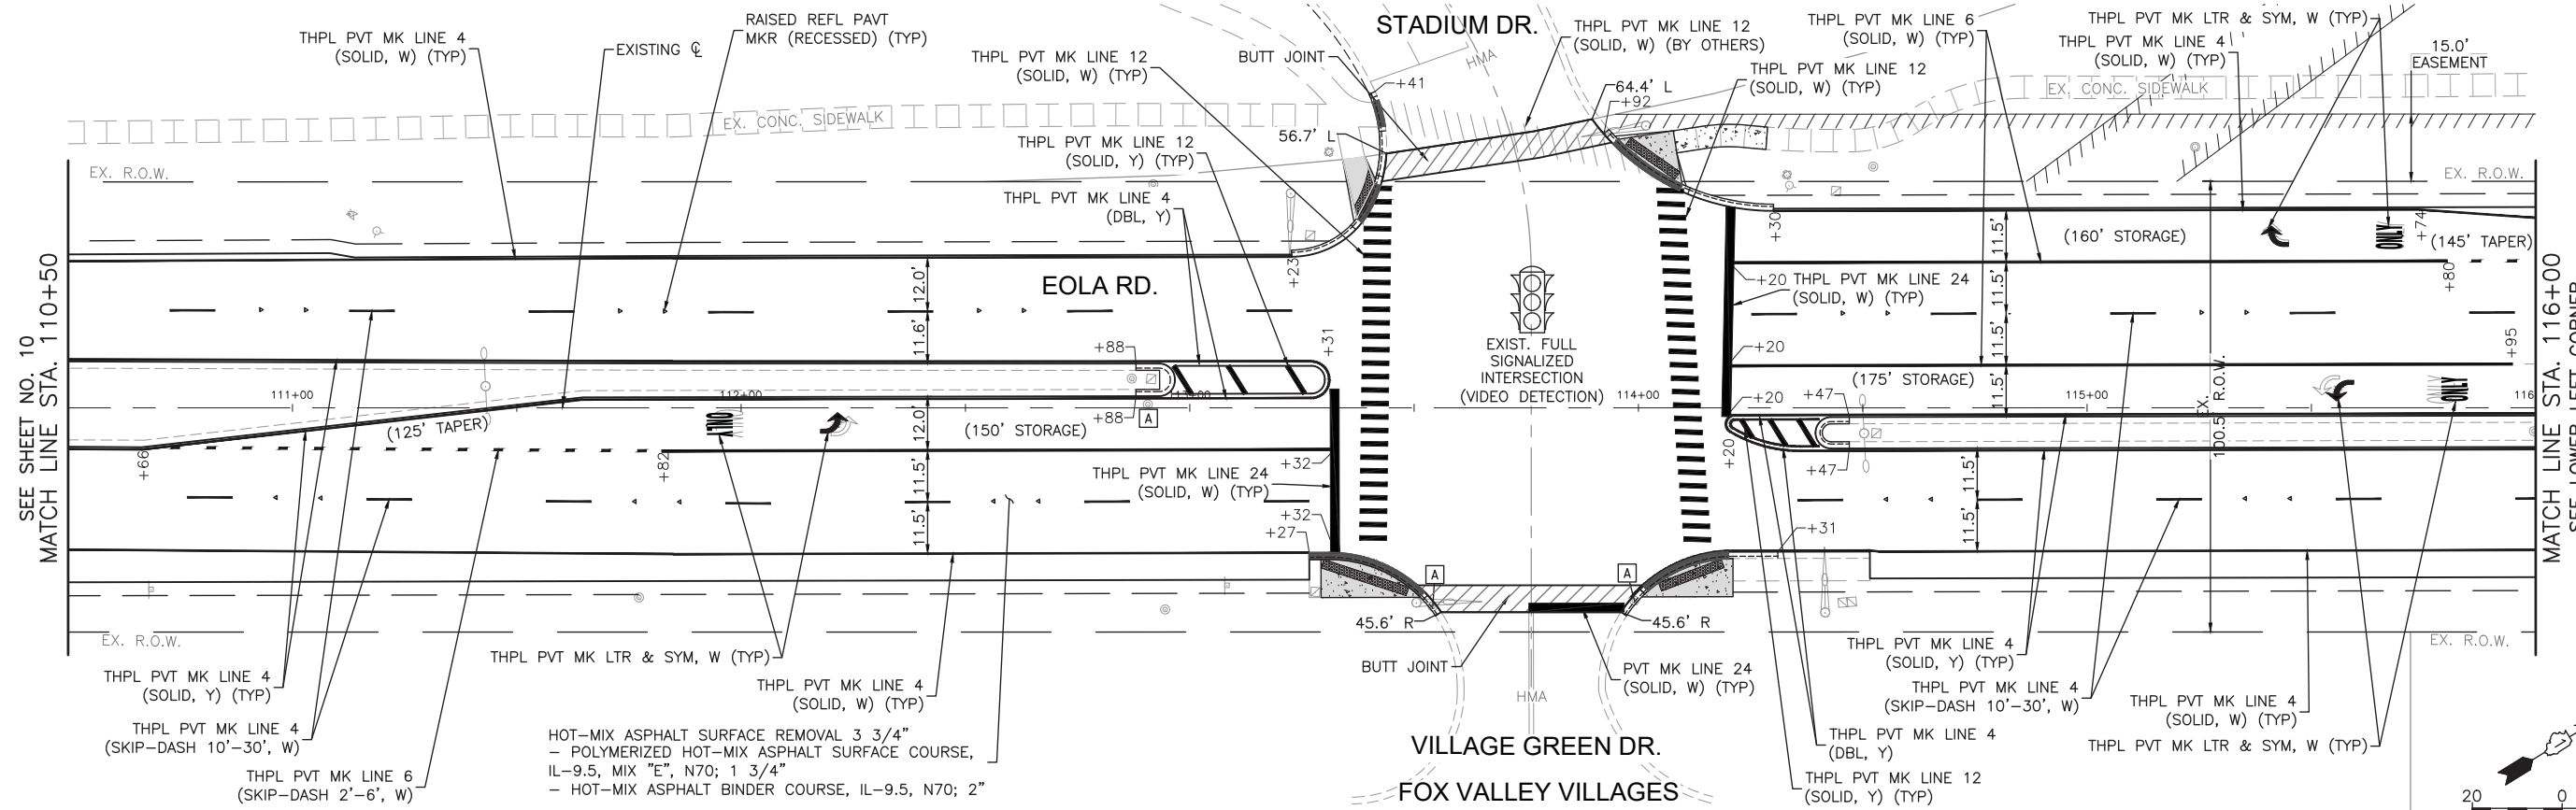 STADIUM DR.
THPL PVT MK LINE 4
(SOLID, W) (TYP)
EXISTING ℄
RAISED REFL PAVT
MKR (RECESSED) (TYP)
THPL PVT MK LINE 12
(SOLID, W) (TYP)
BUTT JOINT
+41
HMA
THPL PVT MK LINE 12
(SOLID, W) (BY OTHERS)
THPL PVT MK LINE 12
(SOLID, W) (TYP)
64.4' L
+92
THPL PVT MK LINE 6
(SOLID, W) (TYP)
THPL PVT MK LTR & SYM, W (TYP)
THPL PVT MK LINE 4
(SOLID, W) (TYP)
15.0'
EASEMENT
EX. CONC. SIDEWALK
EX. CONC. SIDEWALK
56.7' L
THPL PVT MK LINE 12
(SOLID, Y) (TYP)
THPL PVT MK LINE 4
(DBL, Y)
EX. R.O.W.
EX. R.O.W.
SEE SHEET NO. 10
MATCH LINE STA. 110+50
EOLA RD.
+23
+30
11.5'
(160' STORAGE)
ONLY
+74
(145' TAPER)
12.0'
11.6'
+20
THPL PVT MK LINE 24
(SOLID, W) (TYP)
11.5'
11.5'
+80
+95
+88
+31
EXIST. FULL
SIGNALIZED
INTERSECTION
(VIDEO DETECTION)
+20
(175' STORAGE)
11.5'
EX.
100.5' R.O.W.
111+00
112+00
113+00
114+00
115+00
116
+88
A
+20
+47
ONLY
ONLY
(125' TAPER)
12.0'
(150' STORAGE)
+66
+82
+32
+20
+47
11.5'
11.5'
THPL PVT MK LINE 24
(SOLID, W) (TYP)
+32
+27
11.5'
11.5'
+31
A
A
MATCH LINE STA. 116+00
SEE LOWER LEFT CORNER
45.6' R
45.6' R
EX. R.O.W.
EX. R.O.W.
THPL PVT MK LINE 4
(SOLID, Y) (TYP)
THPL PVT MK LINE 4
(SKIP-DASH 10'-30', W)
THPL PVT MK LINE 6
(SKIP-DASH 2'-6', W)
THPL PVT MK LTR & SYM, W (TYP)
THPL PVT MK LINE 4
(SOLID, W) (TYP)
HOT-MIX ASPHALT SURFACE REMOVAL 3 3/4"
- POLYMERIZED HOT-MIX ASPHALT SURFACE COURSE,
IL-9.5, MIX "E", N70; 1 3/4"
- HOT-MIX ASPHALT BINDER COURSE, IL-9.5, N70; 2"
BUTT JOINT
HMA
PVT MK LINE 24
(SOLID, W) (TYP)
VILLAGE GREEN DR.
FOX VALLEY VILLAGES
THPL PVT MK LINE 4
(SOLID, Y) (TYP)
THPL PVT MK LINE 4
(SKIP-DASH 10'-30', W)
THPL PVT MK LINE 4
(DBL, Y)
THPL PVT MK LINE 12
(SOLID, Y) (TYP)
THPL PVT MK LINE 4
(SOLID, W) (TYP)
THPL PVT MK LTR & SYM, W (TYP)
20
0